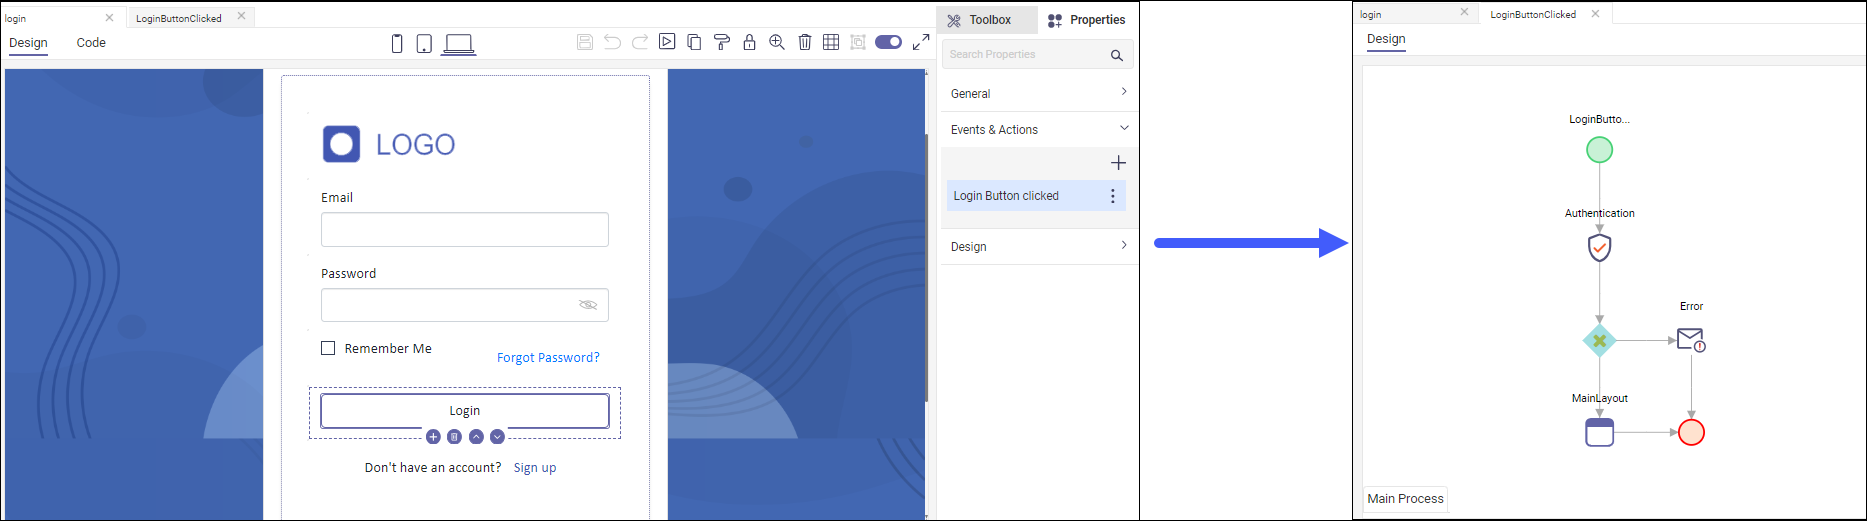 login
LoginButtonClicked
Toolbox
Properties
Design
Code
Search Properties
General
Events & Actions
Login Button clicked
Design
LOGO
Email
Password
Remember Me
Forgot Password?
Login
Don't have an account? Sign up
login
LoginButtonClicked
Design
LoginButto...
Authentication
Error
MainLayout
Main Process